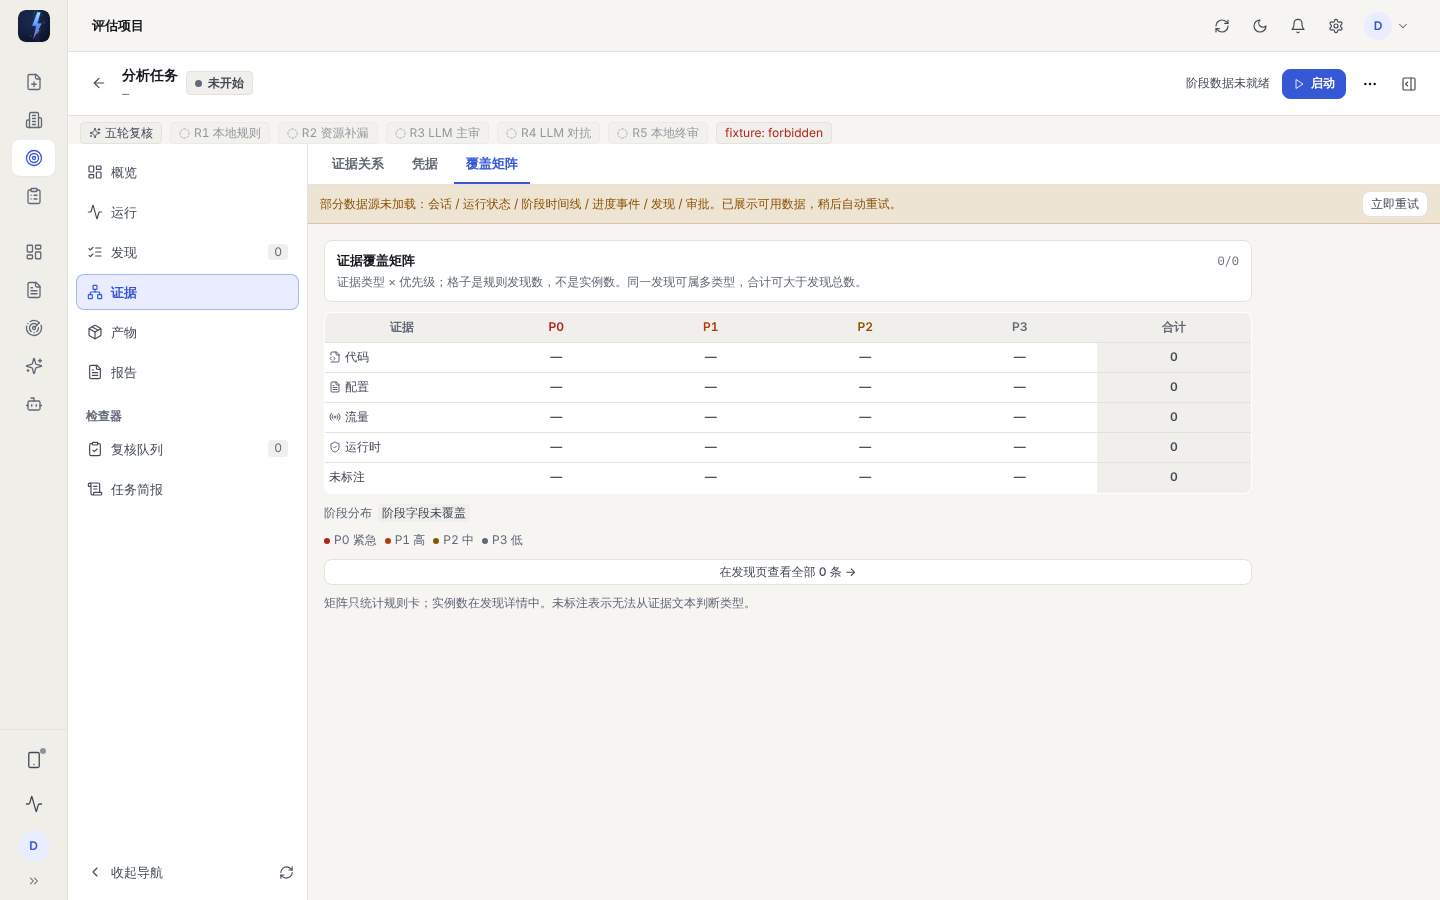 评估项目
D
分析任务
—
未开始
阶段数据未就绪
启动
五轮复核
R1 本地规则
R2 资源补漏
R3 LLM 主审
R4 LLM 对抗
R5 本地终审
fixture: forbidden
概览
运行
发现 0
证据
产物
报告
检查器
复核队列 0
任务简报
收起导航
D
证据关系 凭据 覆盖矩阵
部分数据源未加载：会话 / 运行状态 / 阶段时间线 / 进度事件 / 发现 / 审批。已展示可用数据，稍后自动重试。
立即重试
证据覆盖矩阵 0/0
证据类型 × 优先级；格子是规则发现数，不是实例数。同一发现可属多类型，合计可大于发现总数。
证据 P0 P1 P2 P3 合计
代码 — — — — 0
配置 — — — — 0
流量 — — — — 0
运行时 — — — — 0
未标注 — — — — 0
阶段分布 阶段字段未覆盖
P0 紧急 P1 高 P2 中 P3 低
在发现页查看全部 0 条 →
矩阵只统计规则卡；实例数在发现详情中。未标注表示无法从证据文本判断类型。